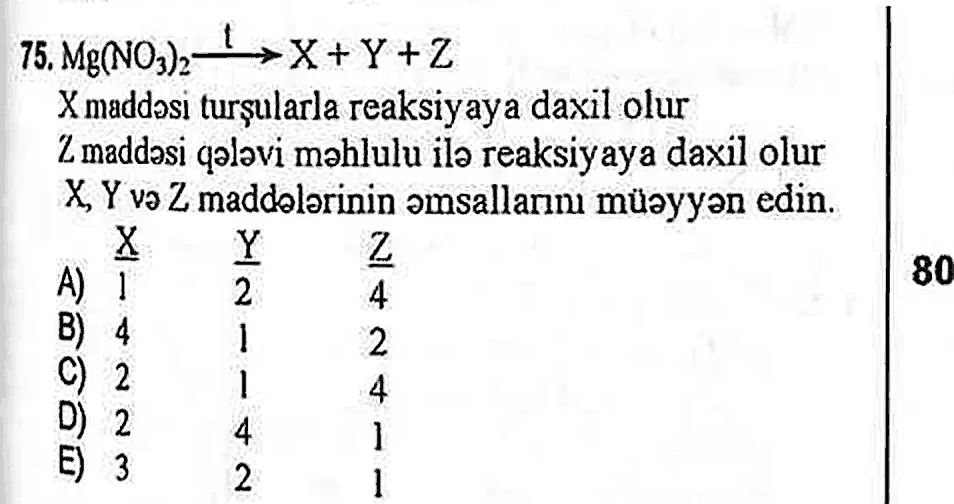 75. Mg(NO₃)₂ —t→ X + Y + Z
X maddəsi turşularla reaksiyaya daxil olur
Z maddəsi qələvi məhlulu ilə reaksiyaya daxil olur
X, Y və Z maddələrinin əmsallarını müəyyən edin.
X Y Z
A) 1 2 4
B) 4 1 2
C) 2 1 4
D) 2 4 1
E) 3 2 1
80